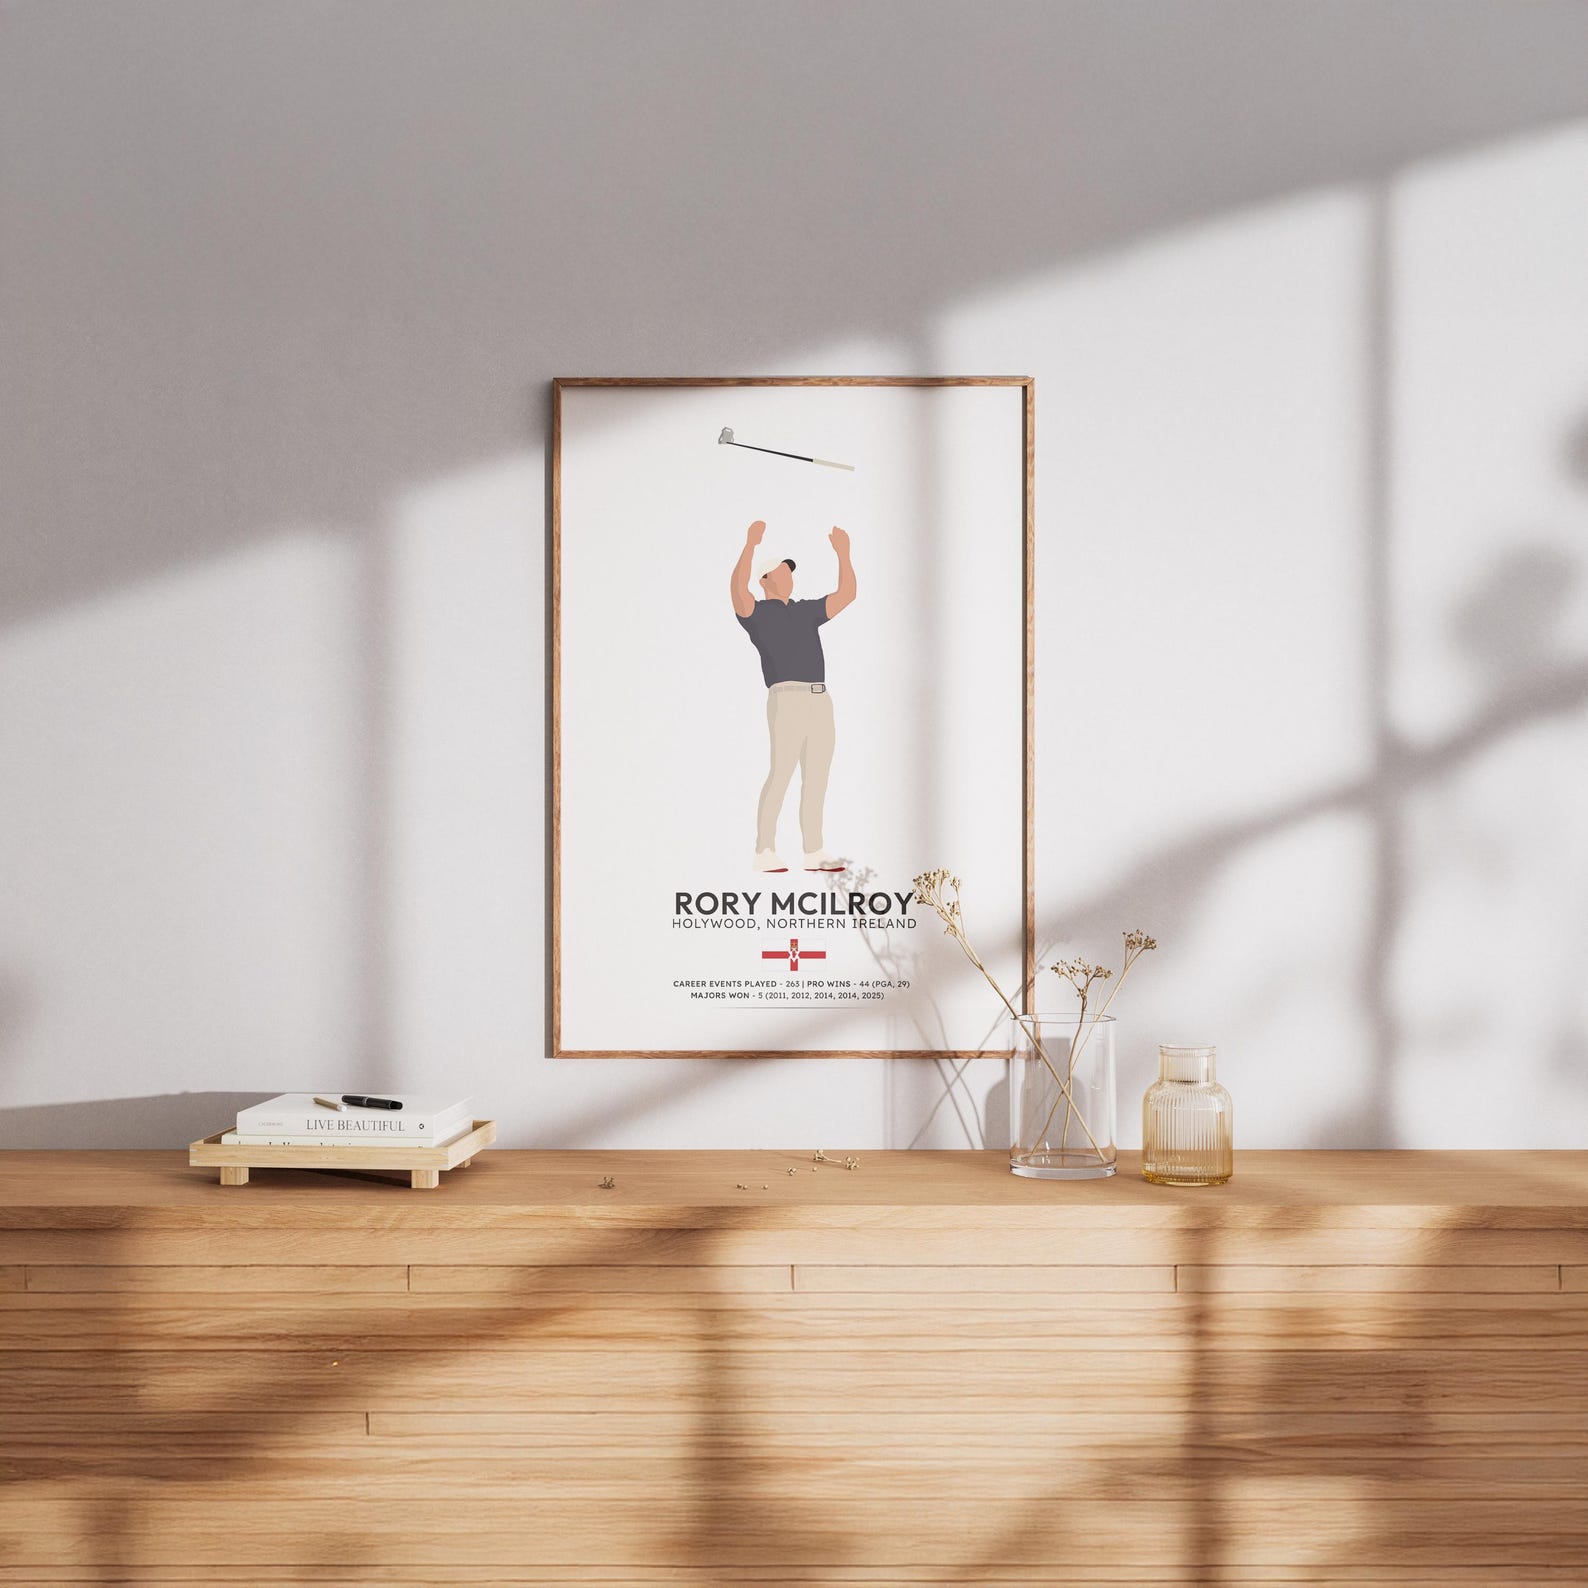 RORY MCILROY
HOLYWOOD, NORTHERN IRELAND
CAREER EVENTS PLAYED - 263 | PRO WINS - 44 (PGA, 29)
MAJORS WON - 5 (2011, 2012, 2014, 2014, 2025)
LIVE BEAUTIFUL